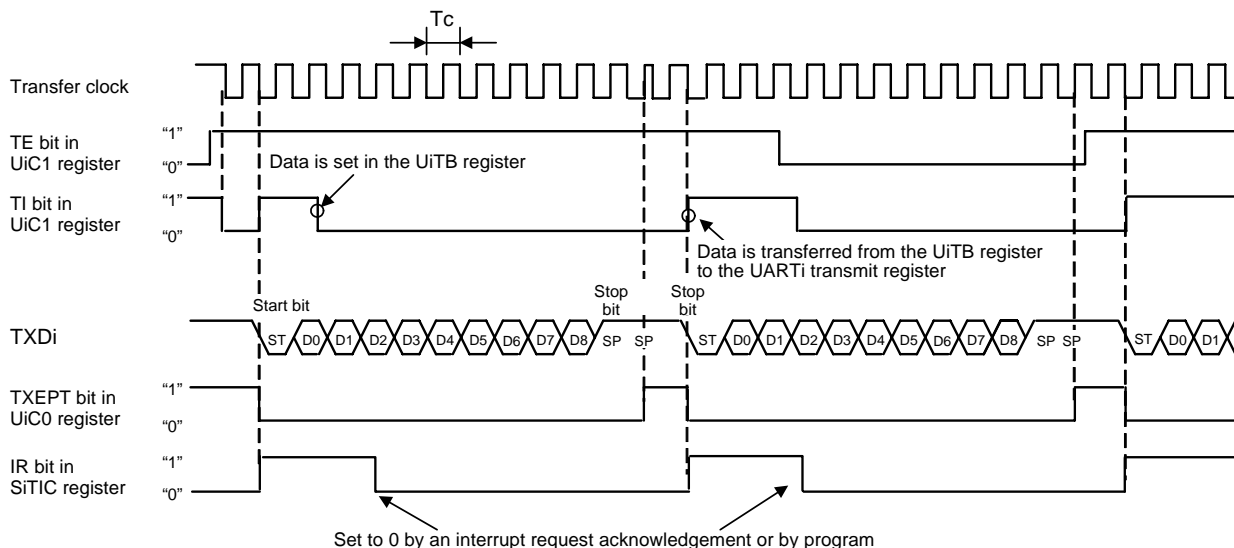 Tc
Transfer clock
TE bit in
UiC1 register
"1"
"0"
Data is set in the UiTB register
TI bit in
UiC1 register
"1"
"0"
Data is transferred from the UiTB register
to the UARTi transmit register
Start bit
Stop
bit
Stop
bit
TXDi
ST D0 D1 D2 D3 D4 D5 D6 D7 D8 SP SP ST D0 D1 D2 D3 D4 D5 D6 D7 D8 SP SP ST D0 D1
TXEPT bit in
UiC0 register
"1"
"0"
IR bit in
SiTIC register
"1"
"0"
Set to 0 by an interrupt request acknowledgement or by program